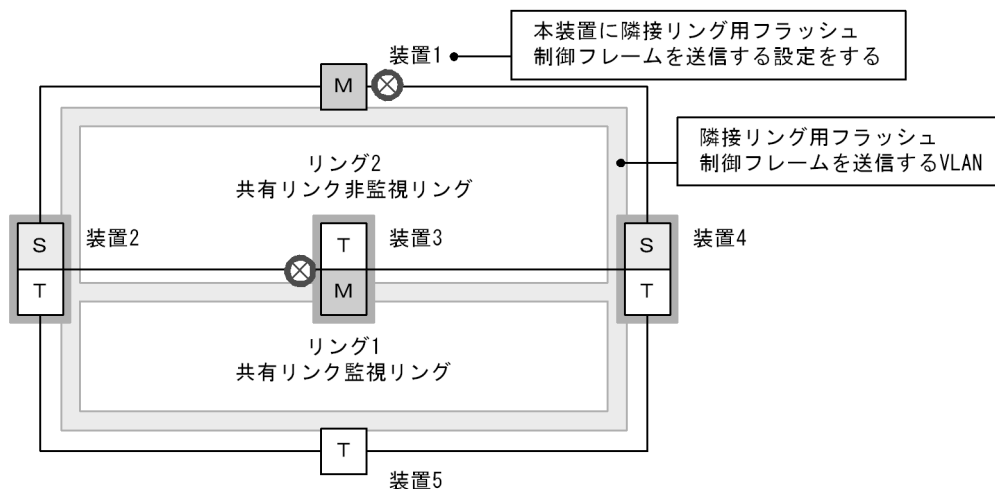 本装置に隣接リング用フラッシュ
制御フレームを送信する設定をする
装置1
M
隣接リング用フラッシュ
制御フレームを送信するVLAN
リング2
共有リンク非監視リング
S
装置2
T
装置3
S
装置4
T
M
T
リング1
共有リンク監視リング
T
装置5